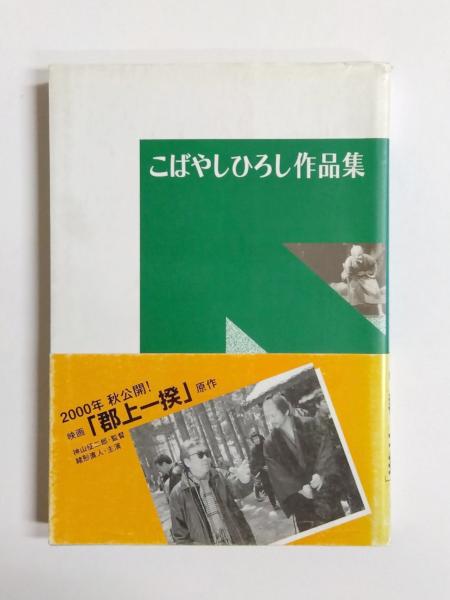 こばやしひろし作品集
2000年 秋公開!
映画「郡上一揆」原作
神山征二郎・監督
緒形直人・主演